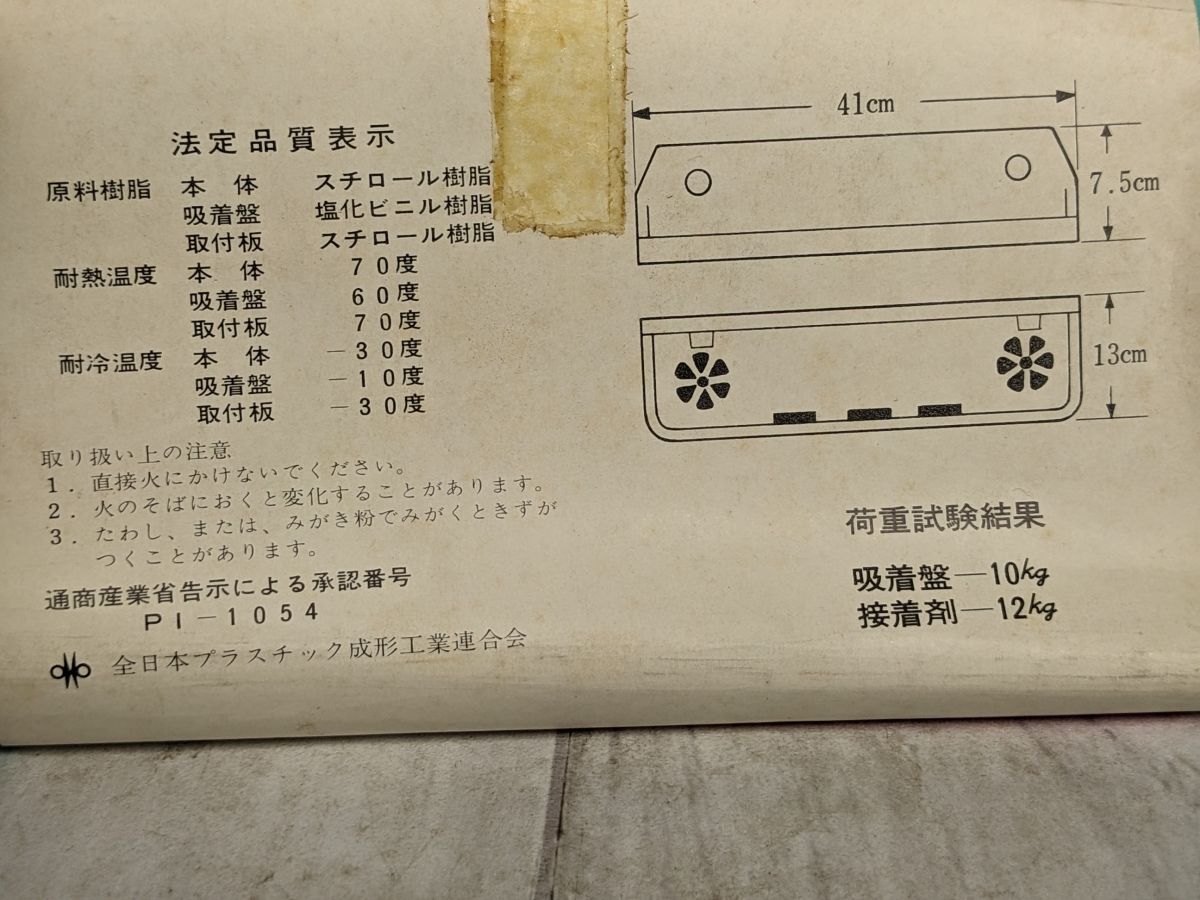 法定品質表示
原料樹脂 本体 スチロール樹脂
吸着盤 塩化ビニル樹脂
取付板 スチロール樹脂
耐熱温度 本体 70度
吸着盤 60度
取付板 70度
耐冷温度 本体 −30度
吸着盤 −10度
取付板 −30度
取り扱い上の注意
1. 直接火にかけないでください。
2. 火のそばにおくと変化することがあります。
3. たわし、または、みがき粉でみがくときずが
つくことがあります。
通商産業省告示による承認番号
PI−1054
全日本プラスチック成形工業連合会
41cm
7.5cm
13cm
荷重試験結果
吸着盤―10kg
接着剤―12kg